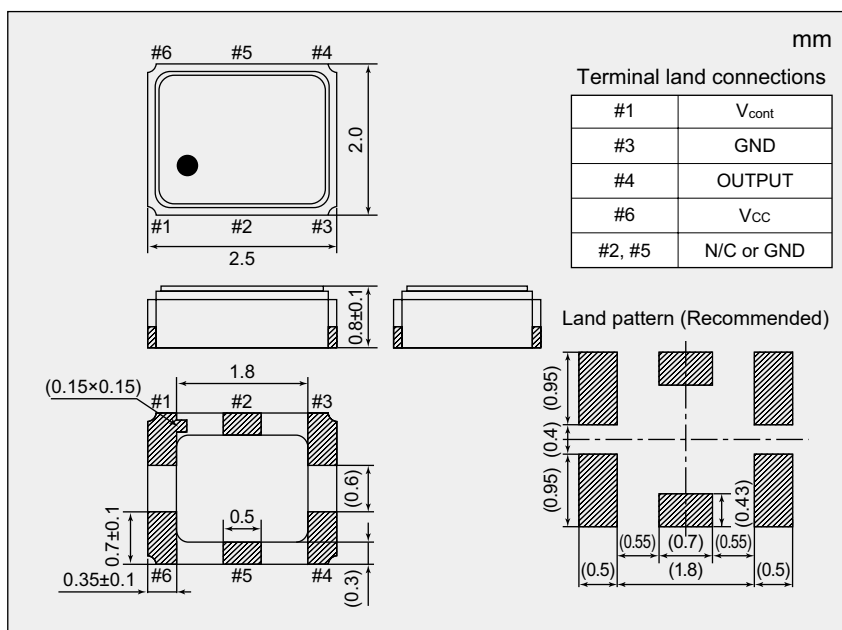 mm
#6 #5 #4
2.0
#1 #2 #3
2.5
Terminal land connections
#1 Vcont
#3 GND
#4 OUTPUT
#6 VCC
#2, #5 N/C or GND
0.8±0.1
Land pattern (Recommended)
(0.95)
(0.4)
(0.95)
(0.43)
(0.55) (0.7) (0.55)
(0.5) (1.8) (0.5)
1.8
(0.15×0.15)
#1 #2 #3
(0.6)
0.5
0.7±0.1
#6 #5 #4
0.35±0.1
(0.3)